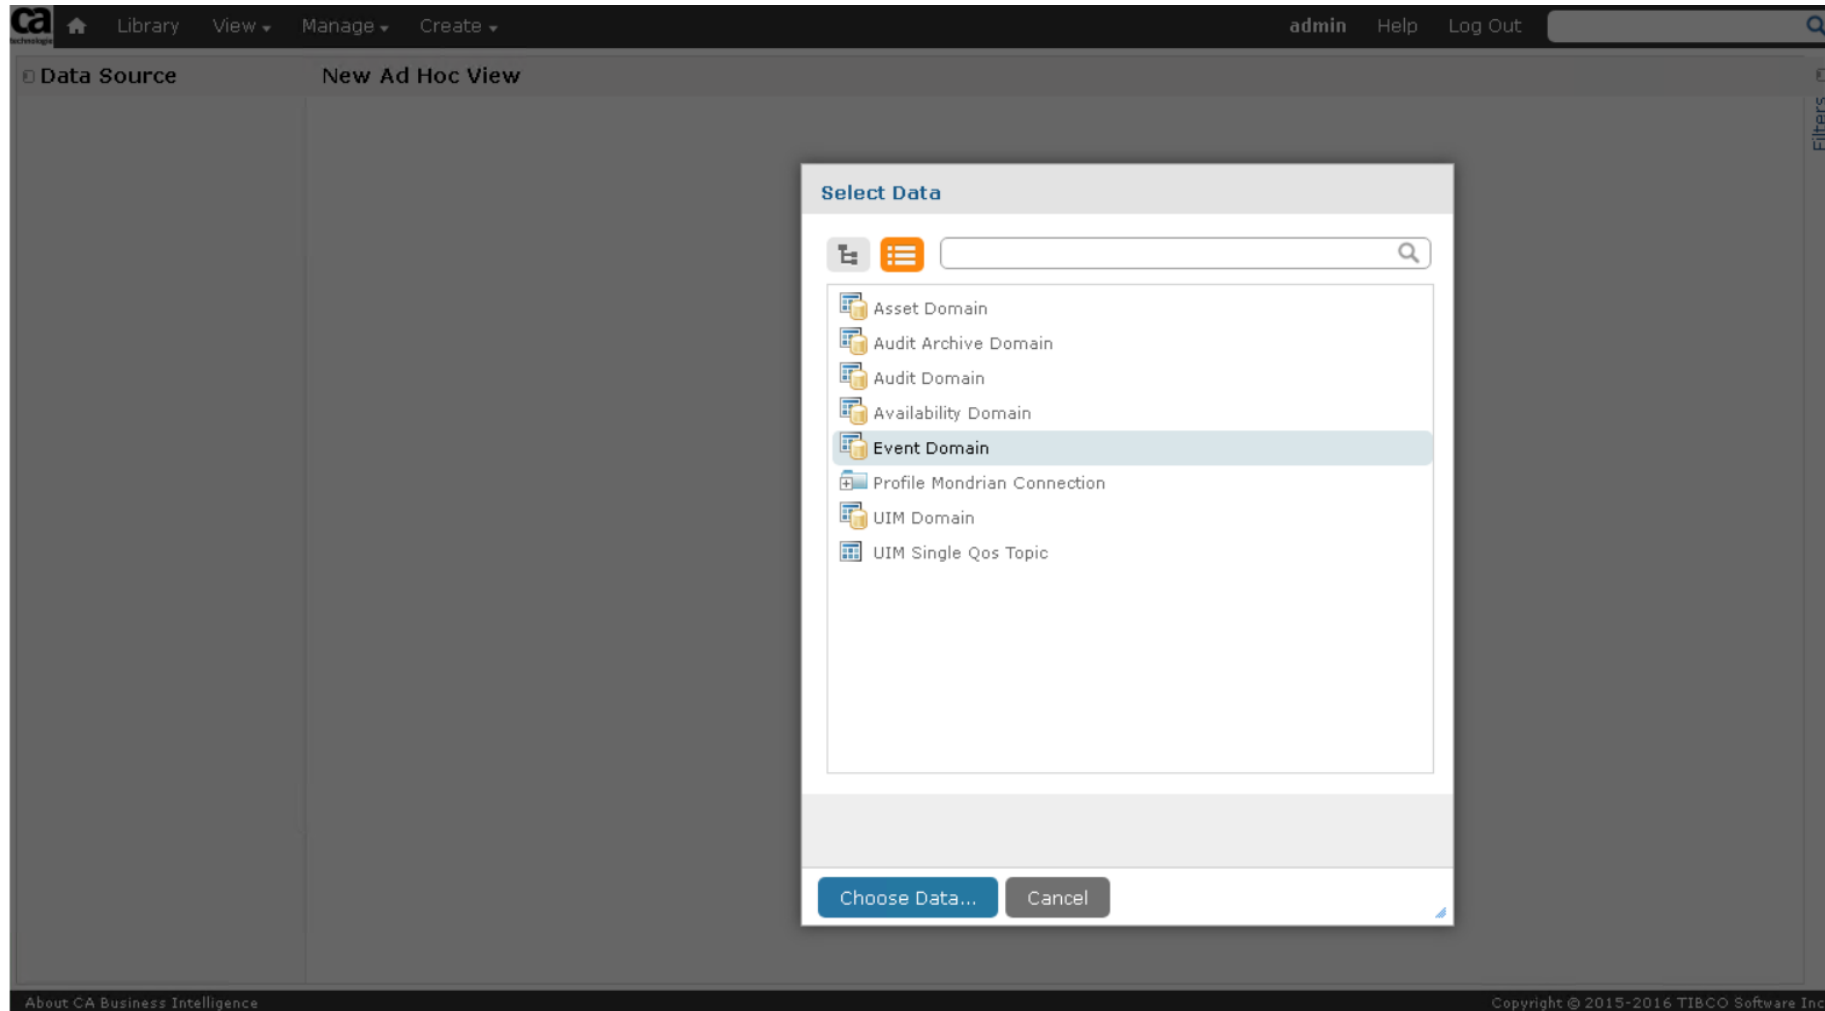 ca Library View Manage Create admin Help Log Out
technologies
Data Source New Ad Hoc View
Filters
Select Data
Asset Domain
Audit Archive Domain
Audit Domain
Availability Domain
Event Domain
Profile Mondrian Connection
UIM Domain
UIM Single Qos Topic
Choose Data... Cancel
About CA Business Intelligence Copyright © 2015-2016 TIBCO Software Inc